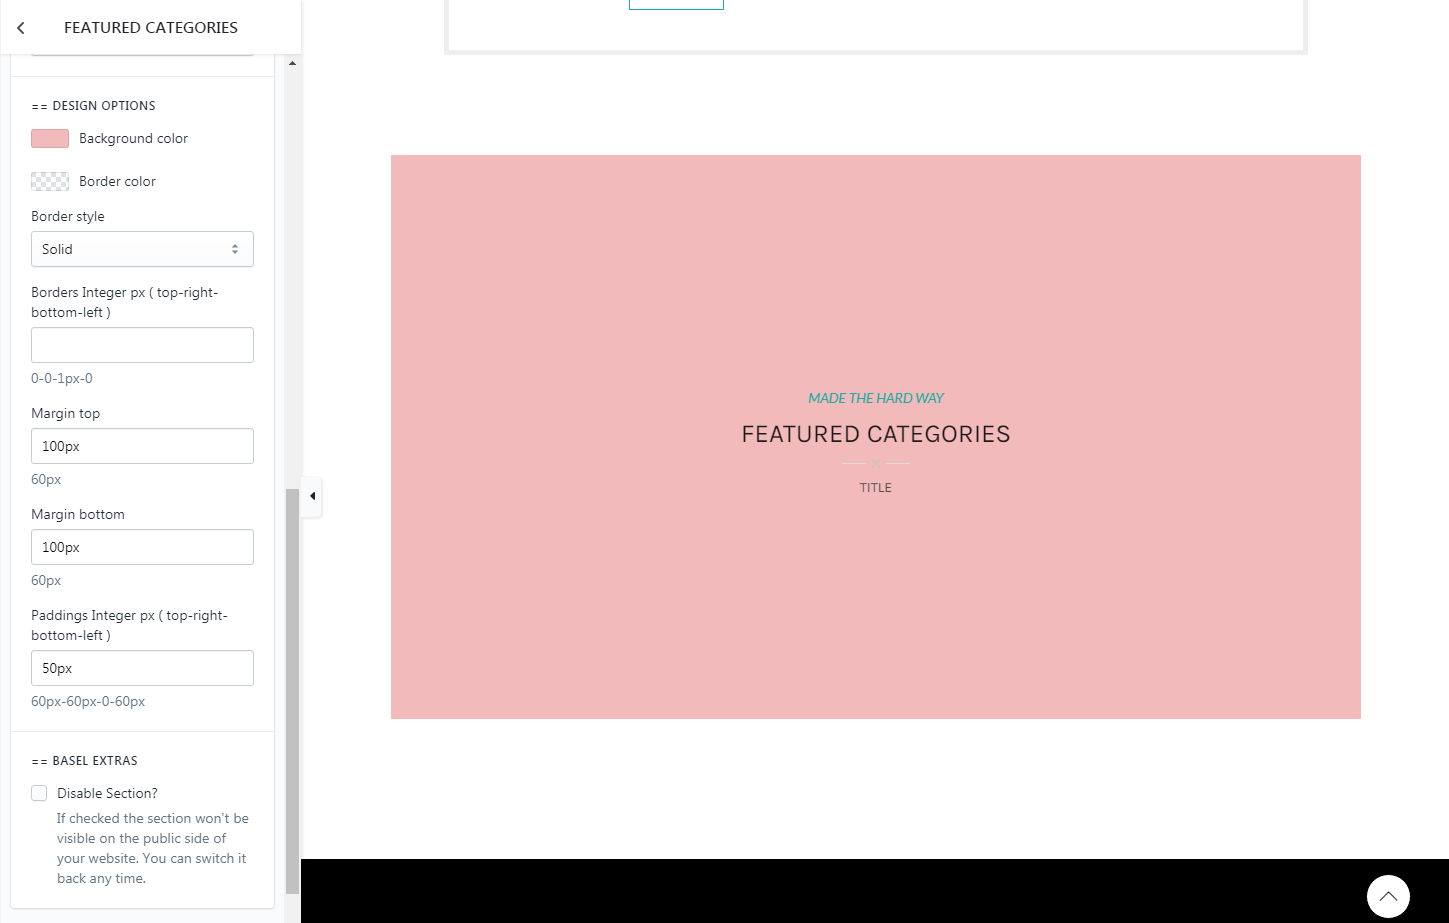 FEATURED CATEGORIES
== DESIGN OPTIONS
Background color
Border color
Border style
Solid
Borders Integer px ( top-right-
bottom-left )
0-0-1px-0
Margin top
100px
60px
Margin bottom
100px
60px
Paddings Integer px ( top-right-
bottom-left )
50px
60px-60px-0-60px
== BASEL EXTRAS
Disable Section?
If checked the section won't be
visible on the public side of
your website. You can switch it
back any time.
MADE THE HARD WAY
FEATURED CATEGORIES
TITLE